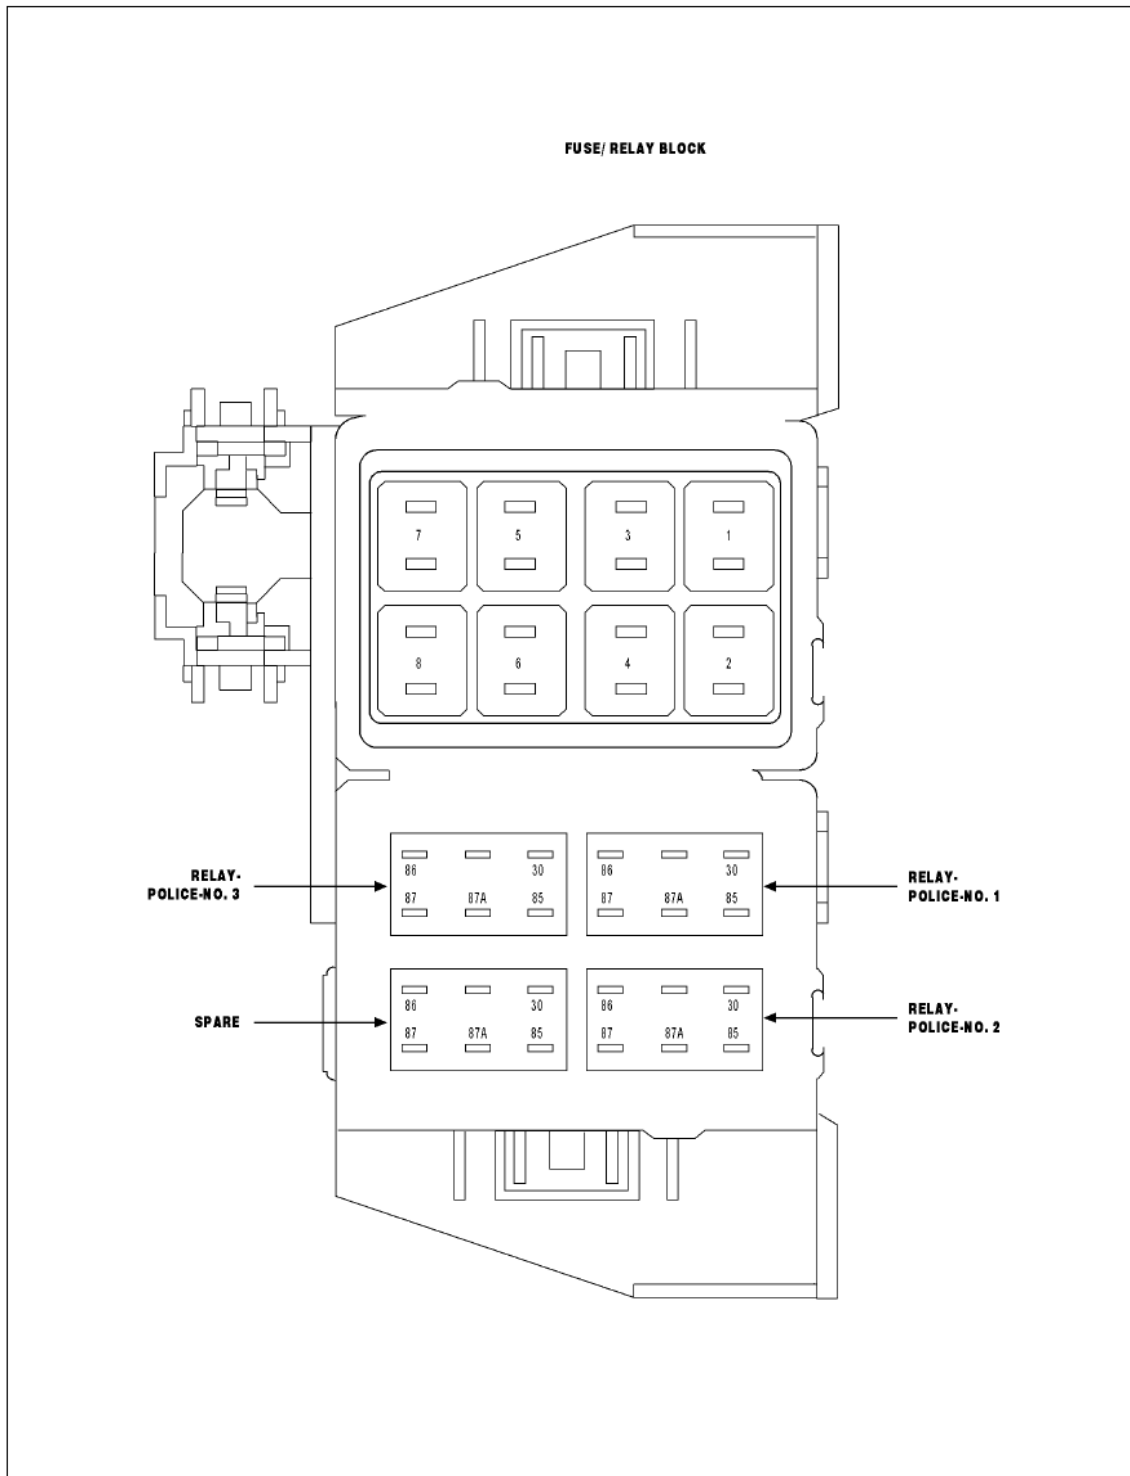 FUSE/ RELAY BLOCK
7 5 3 1
8 6 4 2
RELAY-
POLICE-NO. 3
86 30
87 87A 85
86 30
87 87A 85
RELAY-
POLICE-NO. 1
SPARE
86 30
87 87A 85
86 30
87 87A 85
RELAY-
POLICE-NO. 2